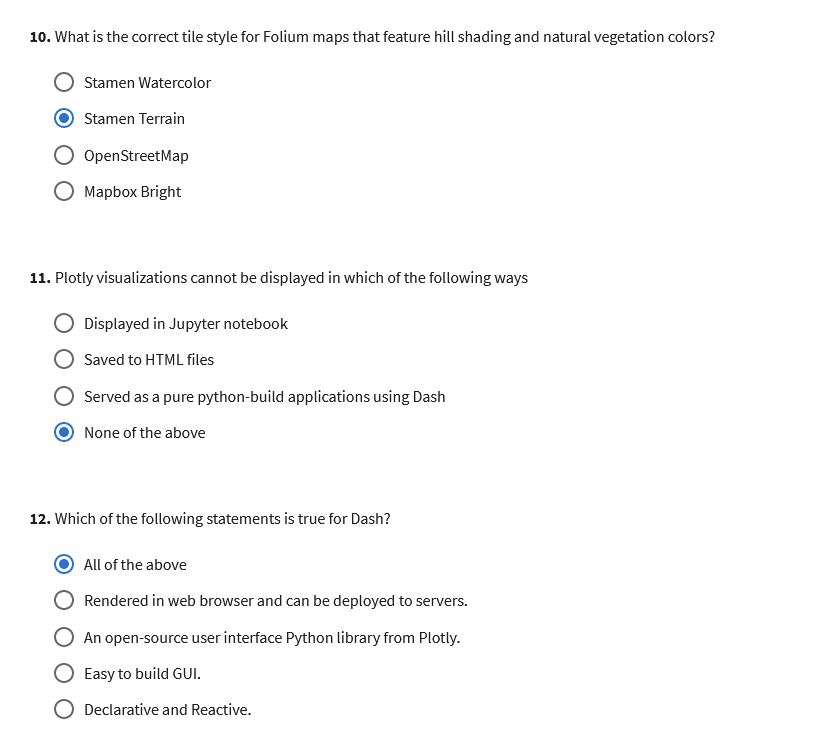 10. What is the correct tile style for Folium maps that feature hill shading and natural vegetation colors?
Stamen Watercolor
Stamen Terrain
OpenStreetMap
Mapbox Bright
11. Plotly visualizations cannot be displayed in which of the following ways
Displayed in Jupyter notebook
Saved to HTML files
Served as a pure python-build applications using Dash
None of the above
12. Which of the following statements is true for Dash?
All of the above
Rendered in web browser and can be deployed to servers.
An open-source user interface Python library from Plotly.
Easy to build GUI.
Declarative and Reactive.